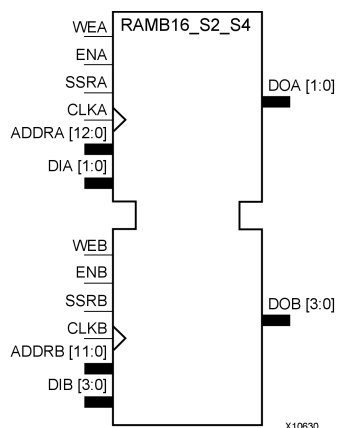 RAMB16_S2_S4
WEA
ENA
SSRA
CLKA
ADDRA [12:0]
DIA [1:0]
DOA [1:0]
WEB
ENB
SSRB
CLKB
ADDRB [11:0]
DIB [3:0]
DOB [3:0]
X10630